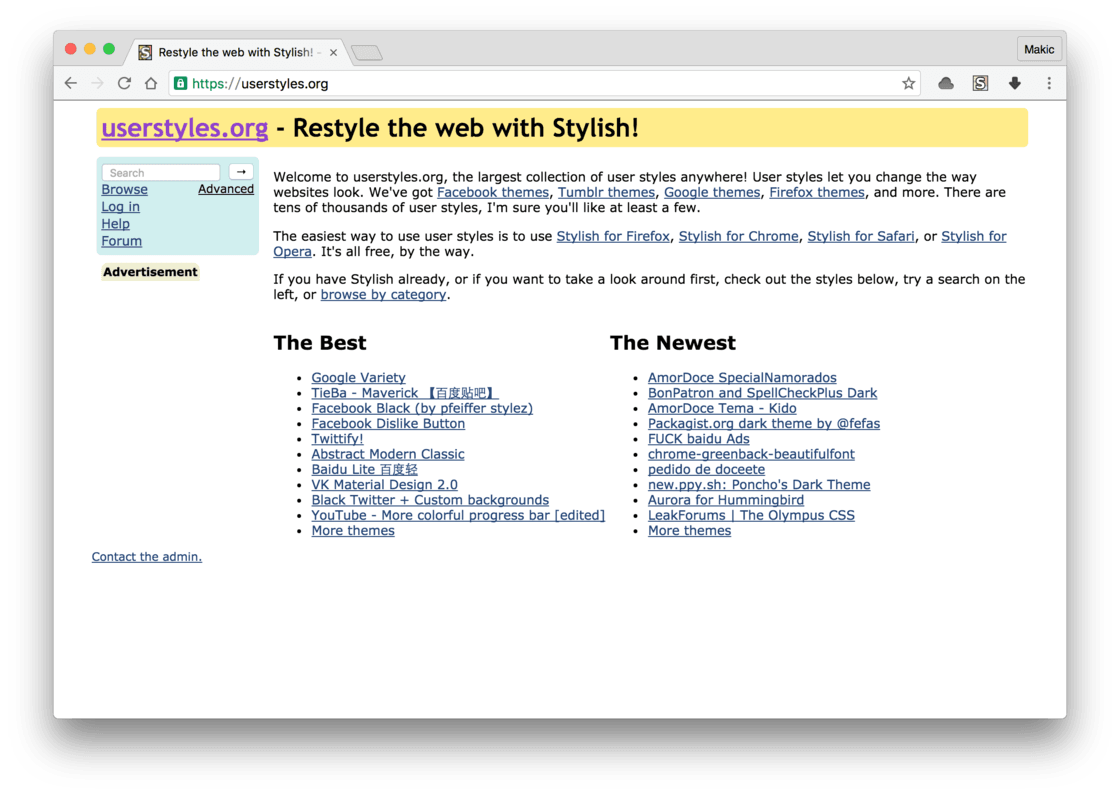 Restyle the web with Stylish! -
Makic
https://userstyles.org
userstyles.org - Restyle the web with Stylish!
Search
→
Browse
Advanced
Log in
Help
Forum
Advertisement
Welcome to userstyles.org, the largest collection of user styles anywhere! User styles let you change the way
websites look. We've got Facebook themes, Tumblr themes, Google themes, Firefox themes, and more. There are
tens of thousands of user styles, I'm sure you'll like at least a few.
The easiest way to use user styles is to use Stylish for Firefox, Stylish for Chrome, Stylish for Safari, or Stylish for
Opera. It's all free, by the way.
If you have Stylish already, or if you want to take a look around first, check out the styles below, try a search on the
left, or browse by category.
The Best
Google Variety
TieBa - Maverick 【百度贴吧】
Facebook Black (by pfeiffer stylez)
Facebook Dislike Button
Twittify!
Abstract Modern Classic
Baidu Lite 百度轻
VK Material Design 2.0
Black Twitter + Custom backgrounds
YouTube - More colorful progress bar [edited]
More themes
The Newest
AmorDoce SpecialNamorados
BonPatron and SpellCheckPlus Dark
AmorDoce Tema - Kido
Packagist.org dark theme by @fefas
FUCK baidu Ads
chrome-greenback-beautifulfont
pedido de doceete
new.ppy.sh: Poncho's Dark Theme
Aurora for Hummingbird
LeakForums | The Olympus CSS
More themes
Contact the admin.